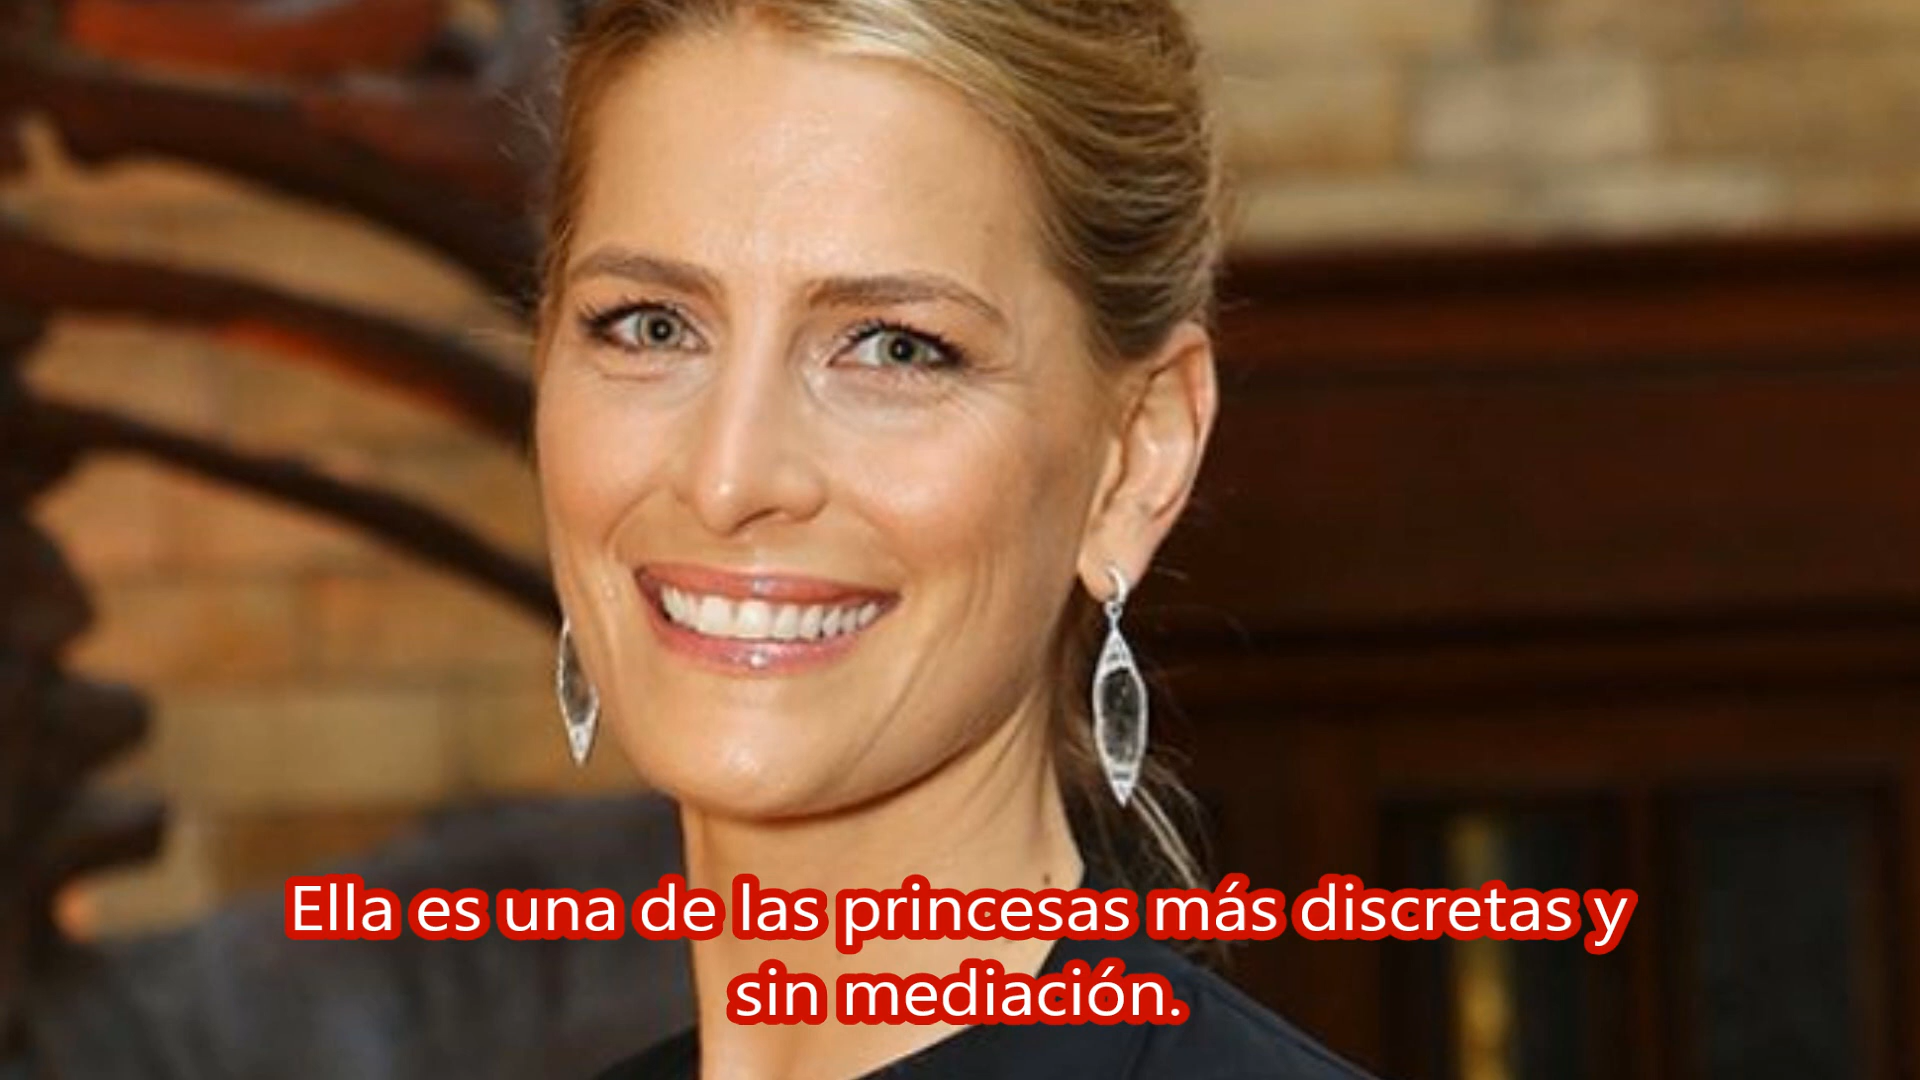 Ella es una de las princesas más discretas y
sin mediación.